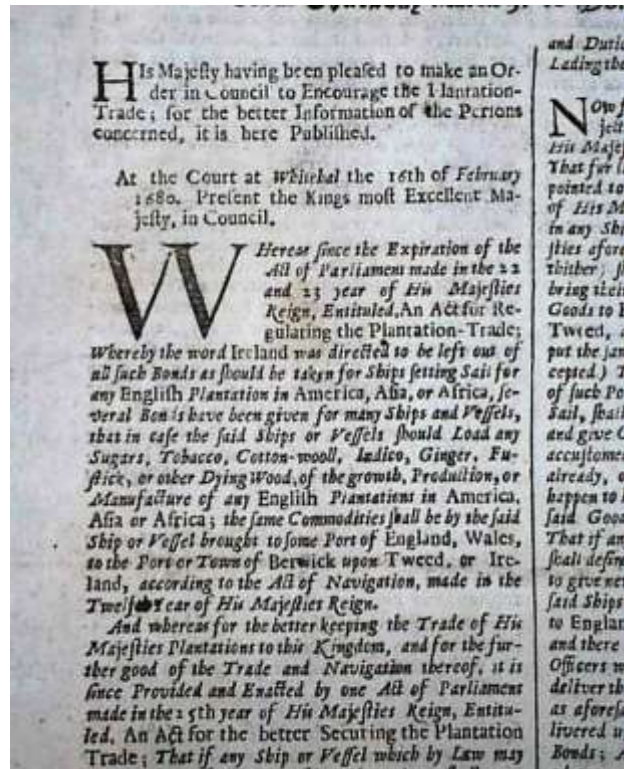 HIs Majesty having been pleased to make an Or-
der in Council to Encourage the Plantation-
Trade; for the better Information of the Persons
concerned, it is here Published.
At the Court at Whitehal the 16th of February
1680. Present the Kings most Excellent Ma-
jesty, in Council.
WHereas since the Expiration of the
Act of Parliament made in the 22
and 23 year of His Majesties
Reign, Entituled, An Act for Re-
gulating the Plantation-Trade;
Whereby the word Ireland was directed to be left out of
all such Bonds as should be taken for Ships setting Sail for
any English Plantation in America, Asia, or Africa, se-
veral Bonds have been given for many Ships and Vessels,
that in case the said Ships or Vessels should Load any
Sugars, Tobacco, Cotton-wooll, Indico, Ginger, Fu-
stick, or other Dying Wood, of the growth, Production, or
Manufacture of any English Plantations in America,
Asia or Africa; the same Commodities shall be by the said
Ship or Vessel brought to some Port of England, Wales,
to the Port or Town of Berwick upon Tweed, or Ire-
land, according to the Act of Navigation, made in the
Twelfth Year of His Majesties Reign.
And whereas for the better keeping the Trade of His
Majesties Plantations to this Kingdom, and for the fur-
ther good of the Trade and Navigation thereof, it is
since Provided and Enacted by one Act of Parliament
made in the 25th year of His Majesties Reign, Entitu-
led, An Act for the better Securing the Plantation
Trade; That if any Ship or Vessel which by Law may
and Dutie
Lading the
NOw
jest
His Majes
That for
pointed to
of His M
in any Shi
sties afore
thither;
bring their
Goods to
Tweed,
put the
cepted.)
of such Po
Sail, shall
and give
accustome
already, o
happen to
said Good
That if an
shall desire
to give
said Ships
to Englan
and there
Officers w
deliver th
as aforesa
livered u
Bonds;